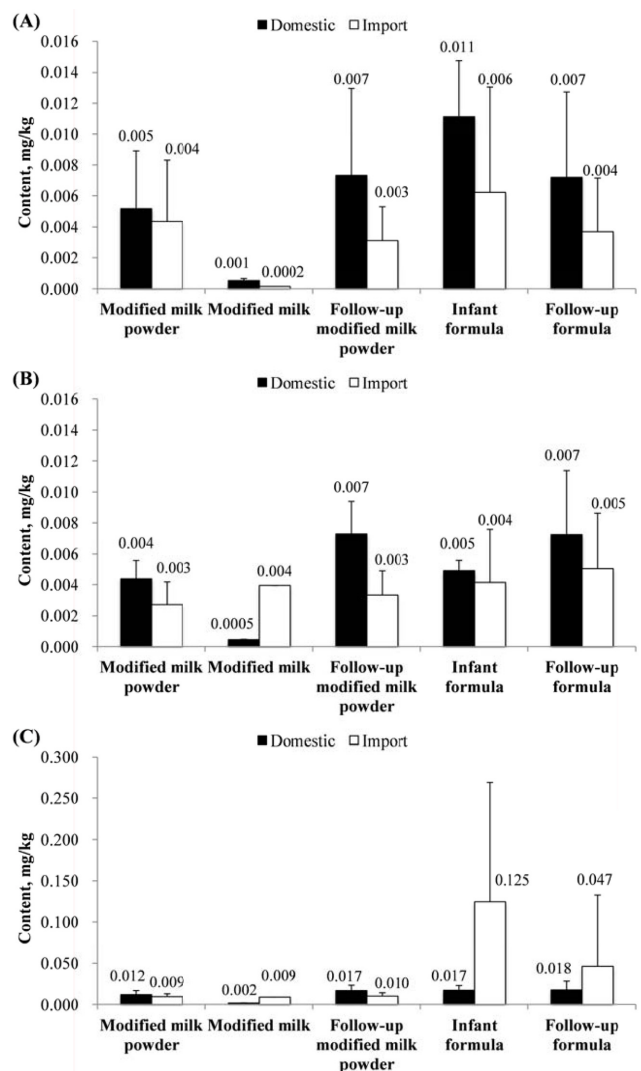 (A)
Domestic Import
Content, mg/kg
0.016
0.014
0.012
0.010
0.008
0.006
0.004
0.002
0.000
0.005
0.004
0.001
0.0002
0.007
0.003
0.011
0.006
0.007
0.004
Modified milk powder
Modified milk
Follow-up modified milk powder
Infant formula
Follow-up formula
(B)
Domestic Import
Content, mg/kg
0.016
0.014
0.012
0.010
0.008
0.006
0.004
0.002
0.000
0.004
0.003
0.0005
0.004
0.007
0.003
0.005
0.004
0.007
0.005
Modified milk powder
Modified milk
Follow-up modified milk powder
Infant formula
Follow-up formula
(C)
Domestic Import
Content, mg/kg
0.300
0.250
0.200
0.150
0.100
0.050
0.000
0.012
0.009
0.002
0.009
0.017
0.010
0.017
0.125
0.018
0.047
Modified milk powder
Modified milk
Follow-up modified milk powder
Infant formula
Follow-up formula